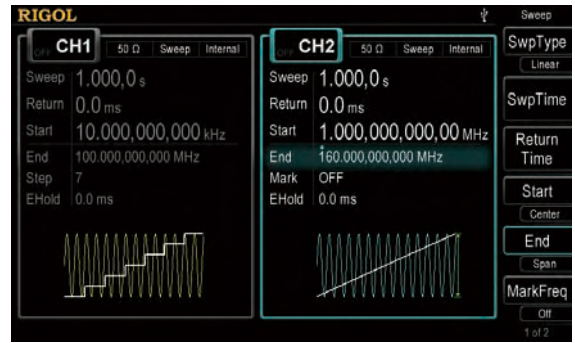 RIGOL
Sweep
OFF CH1 50 Ω Sweep Internal
Sweep 1.000,0 s
Return 0.0 ms
Start 10.000,000,000 kHz
End 100.000,000,000 MHz
Step 7
EHold 0.0 ms
OFF CH2 50 Ω Sweep Internal
Sweep 1.000,0 s
Return 0.0 ms
Start 1.000,000,000,00 MHz
End 160.000,000,000 MHz
Mark OFF
EHold 0.0 ms
SwpType
Linear
SwpTime
Return
Time
Start
Center
End
Span
MarkFreq
Off
1 of 2